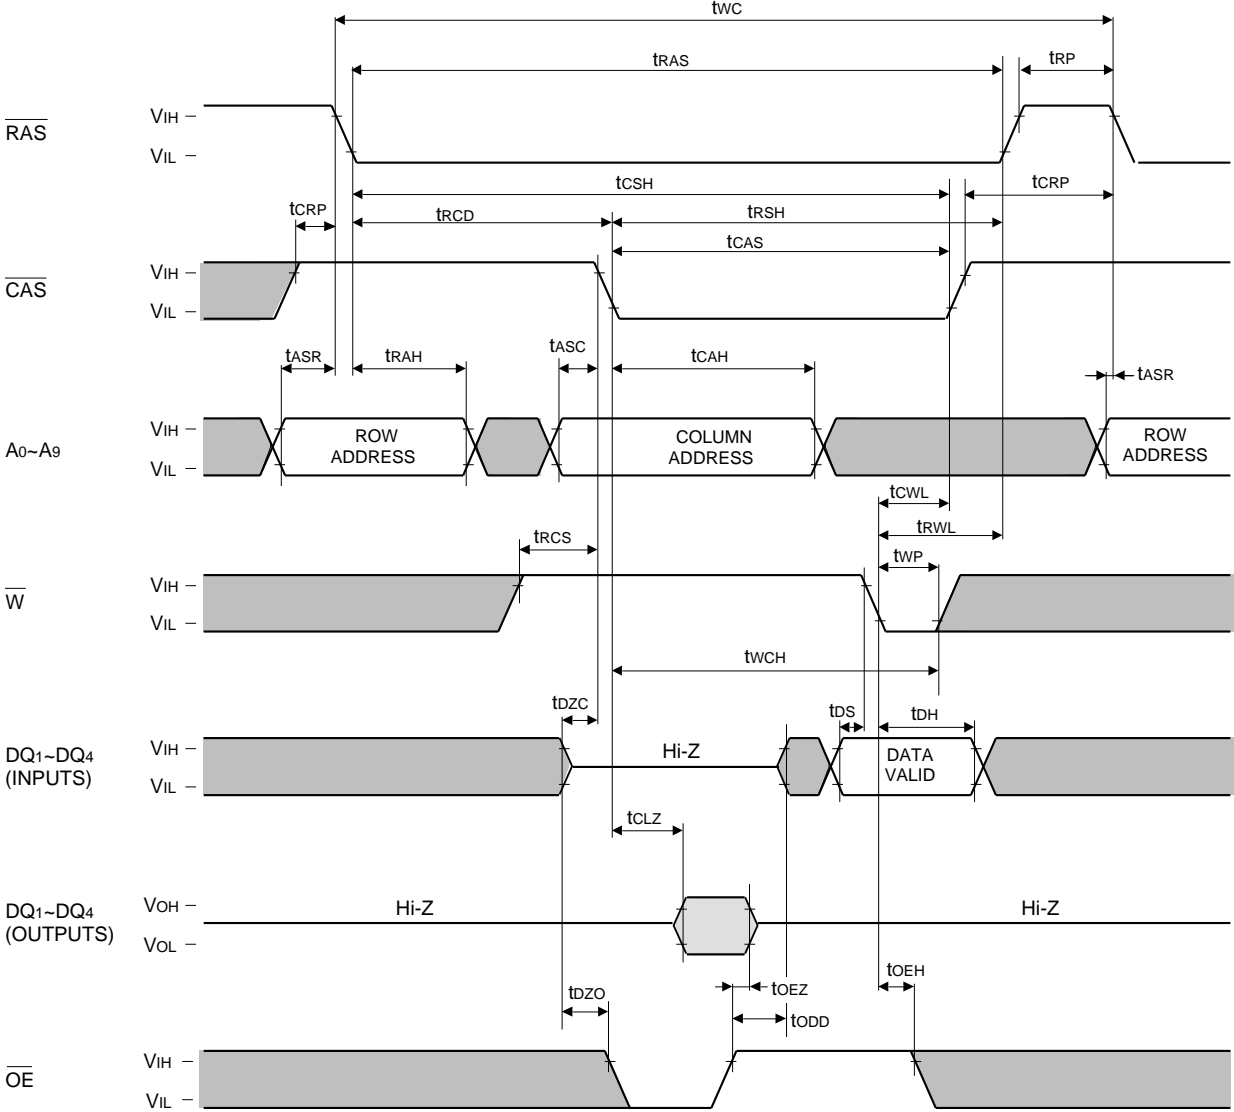 tWC
tRAS
tRP
RAS
VIH
VIL
tCSH
tCRP
tCRP
tRCD
tRSH
tCAS
CAS
VIH
VIL
tASR
tRAH
tASC
tCAH
tASR
A0~A9
VIH
VIL
ROW
ADDRESS
COLUMN
ADDRESS
ROW
ADDRESS
tCWL
tRWL
tRCS
tWP
W
VIH
VIL
tWCH
tDZC
tDS
tDH
DQ1~DQ4
(INPUTS)
VIH
VIL
Hi-Z
DATA
VALID
tCLZ
DQ1~DQ4
(OUTPUTS)
VOH
VOL
Hi-Z
Hi-Z
tDZO
tOEZ
tOEH
tODD
OE
VIH
VIL